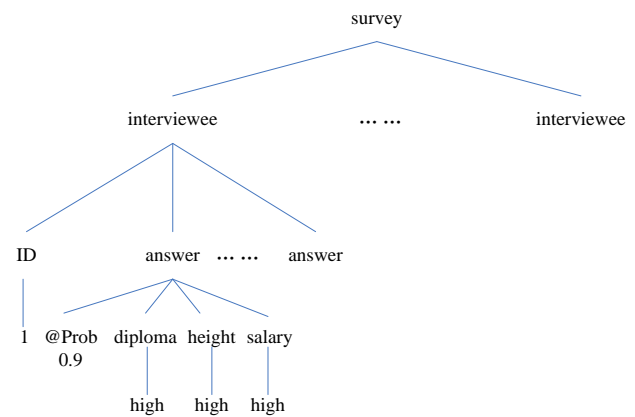 survey
interviewee ... ... interviewee
ID answer ... ... answer
1 @Prob diploma height salary
0.9
high high high